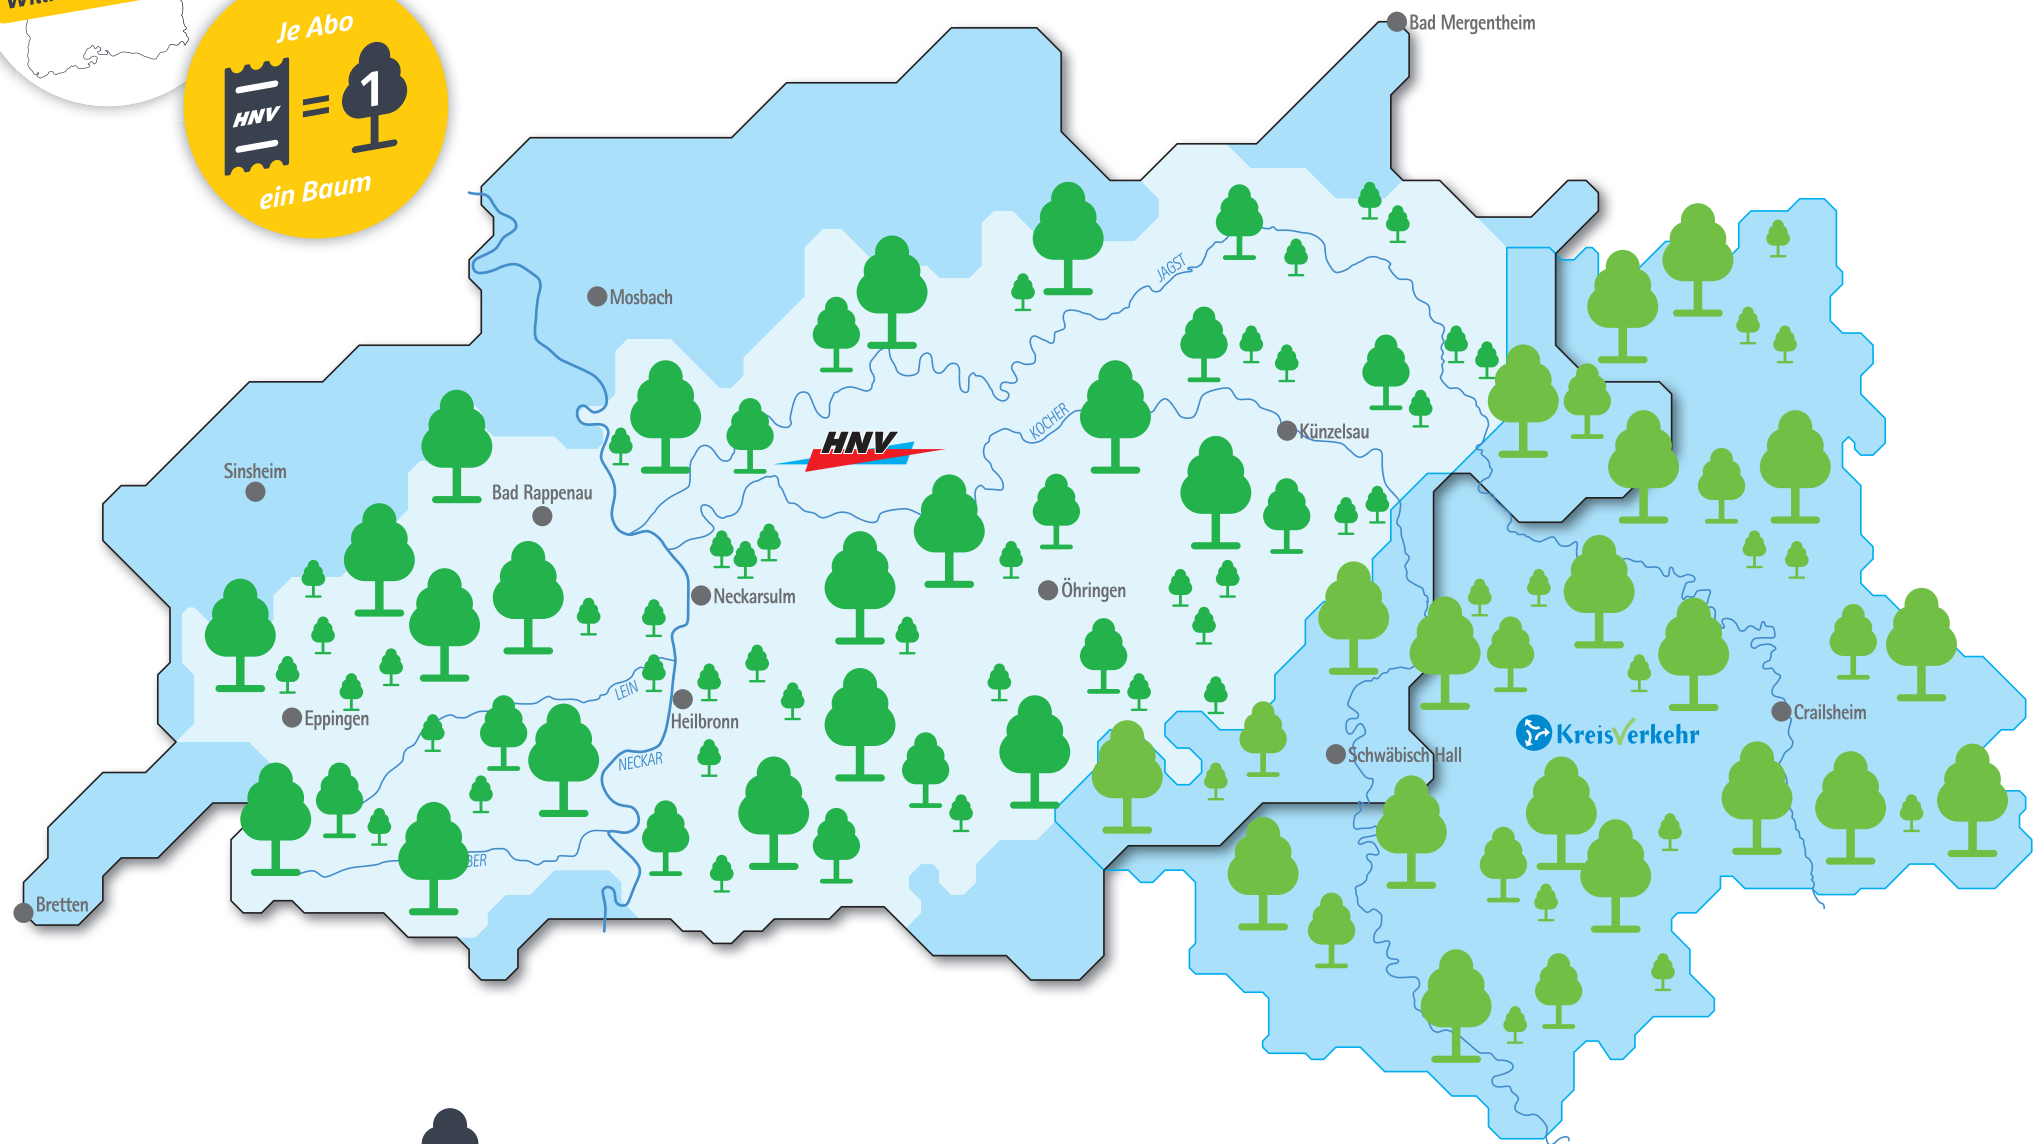 Je Abo
HNV
=
1
ein Baum
Bad Mergentheim
Mosbach
JAGST
KOCHER
HNV
Künzelsau
Sinsheim
Bad Rappenau
Neckarsulm
Öhringen
LEIN
Eppingen
Heilbronn
NECKAR
Schwäbisch Hall
KreisVerkehr
Crailsheim
BER
Bretten